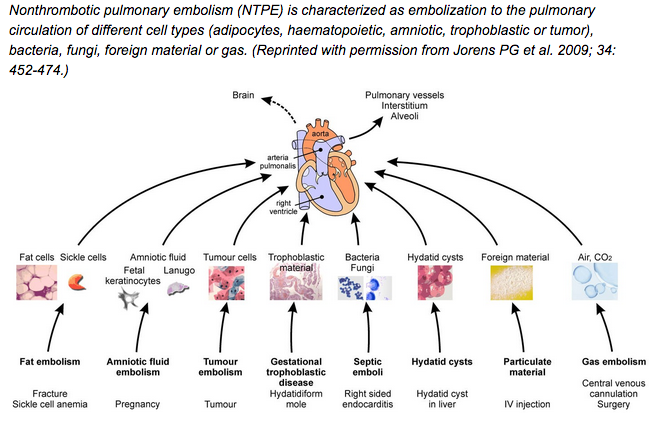 Nonthrombotic pulmonary embolism (NTPE) is characterized as embolization to the pulmonary
circulation of different cell types (adipocytes, haematopoietic, amniotic, trophoblastic or tumor),
bacteria, fungi, foreign material or gas. (Reprinted with permission from Jorens PG et al. 2009; 34:
452-474.)
Brain
Pulmonary vessels
Interstitium
Alveoli
aorta
arteria
pulmonalis
right
ventricle
Fat cells Sickle cells
Amniotic fluid
Fetal
keratinocytes
Lanugo
Tumour cells
Trophoblastic
material
Bacteria
Fungi
Hydatid cysts
Foreign material
Air, CO₂
Fat embolism
Fracture
Sickle cell anemia
Amniotic fluid
embolism
Pregnancy
Tumour
embolism
Tumour
Gestational
trophoblastic
disease
Hydatidiform
mole
Septic
emboli
Right sided
endocarditis
Hydatid cysts
Hydatid cyst
in liver
Particulate
material
IV injection
Gas embolism
Central venous
cannulation
Surgery